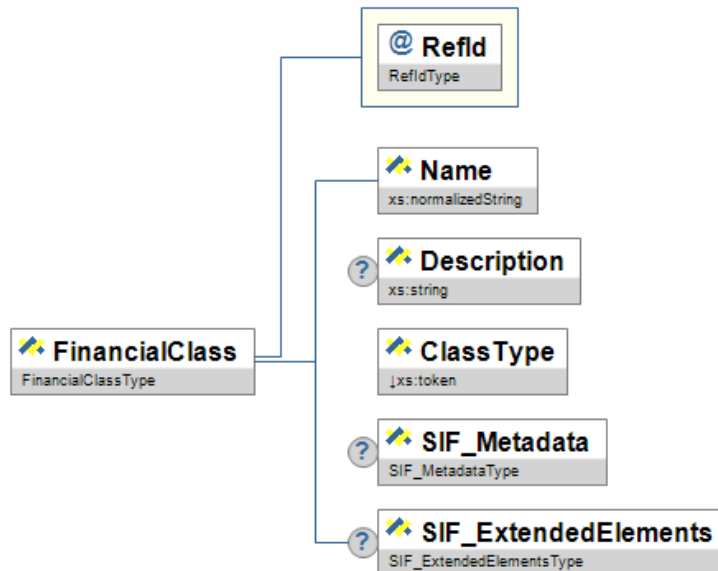 @ RefId
RefIdType
Name
xs:normalizedString
? Description
xs:string
FinancialClass
FinancialClassType
ClassType
↓xs:token
? SIF_Metadata
SIF_MetadataType
? SIF_ExtendedElements
SIF_ExtendedElementsType